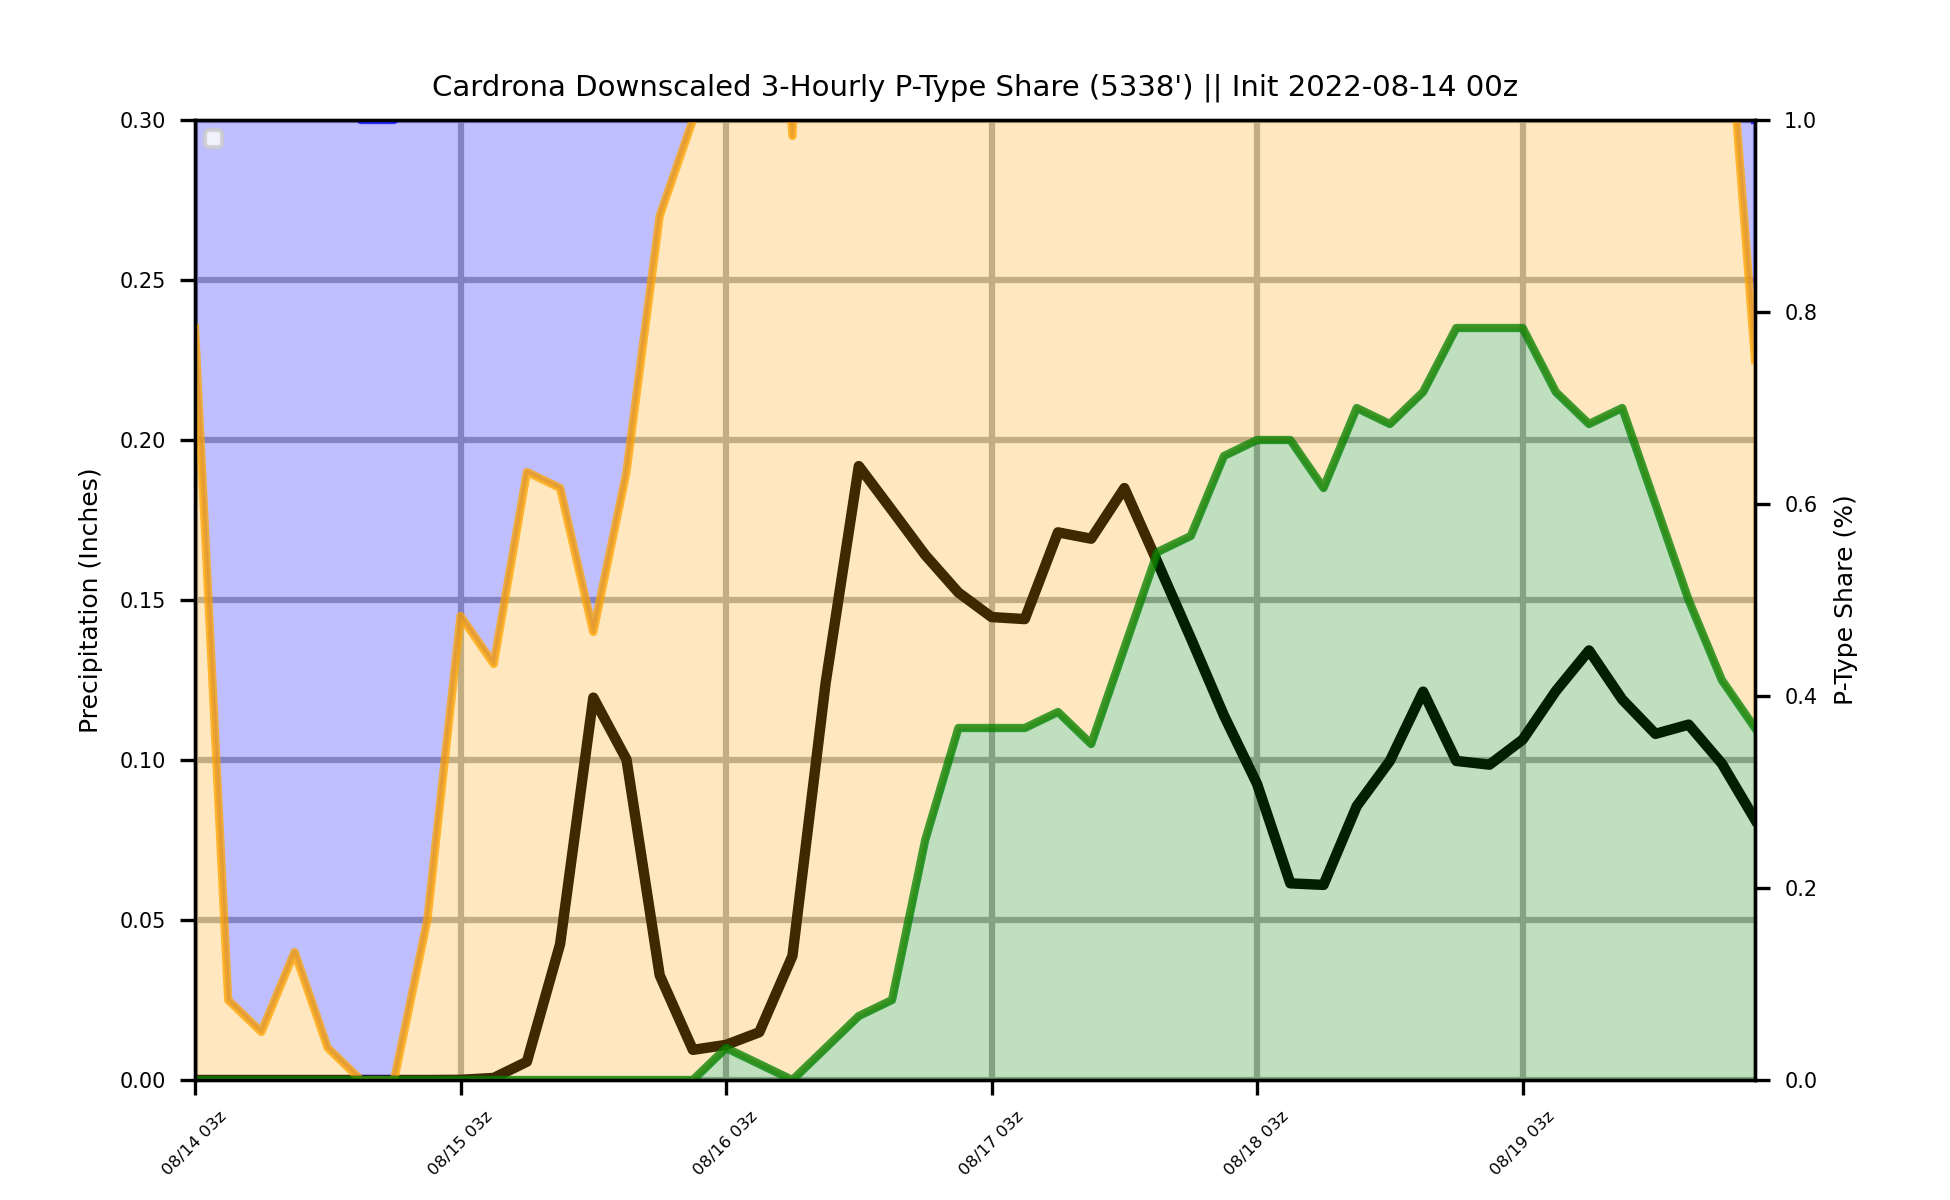 Cardrona Downscaled 3-Hourly P-Type Share (5338') || Init 2022-08-14 00z
0.30
0.25
0.20
0.15
0.10
0.05
0.00
Precipitation (Inches)
1.0
0.8
0.6
0.4
0.2
0.0
P-Type Share (%)
08/14 03z
08/15 03z
08/16 03z
08/17 03z
08/18 03z
08/19 03z